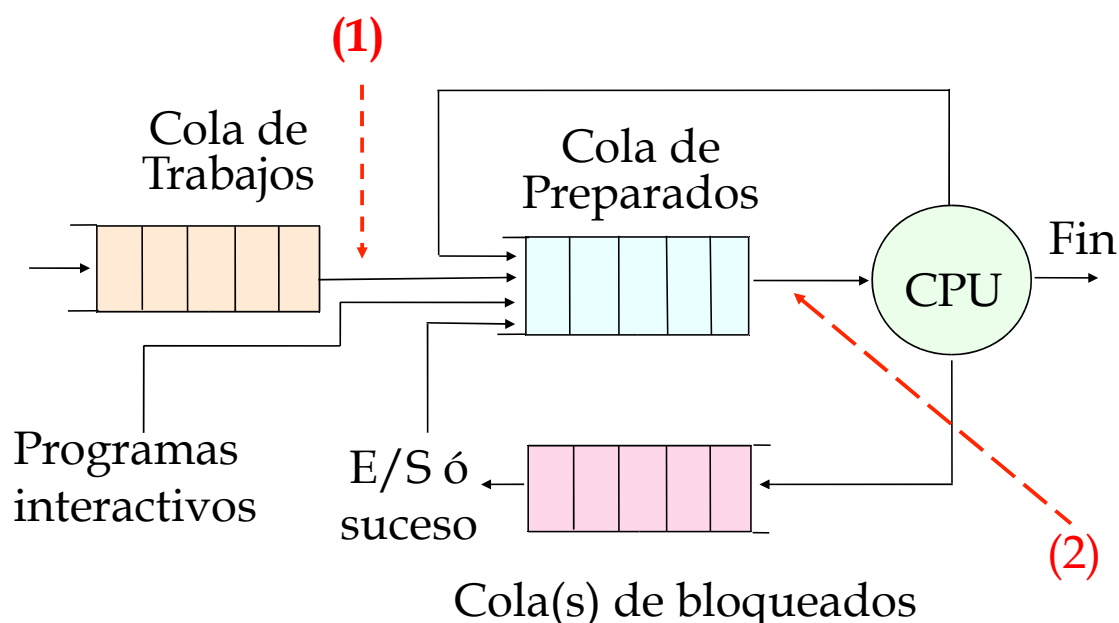 (1)
Cola de
Trabajos
Cola de
Preparados
Fin
CPU
Programas
interactivos
E/S ó
suceso
(2)
Cola(s) de bloqueados